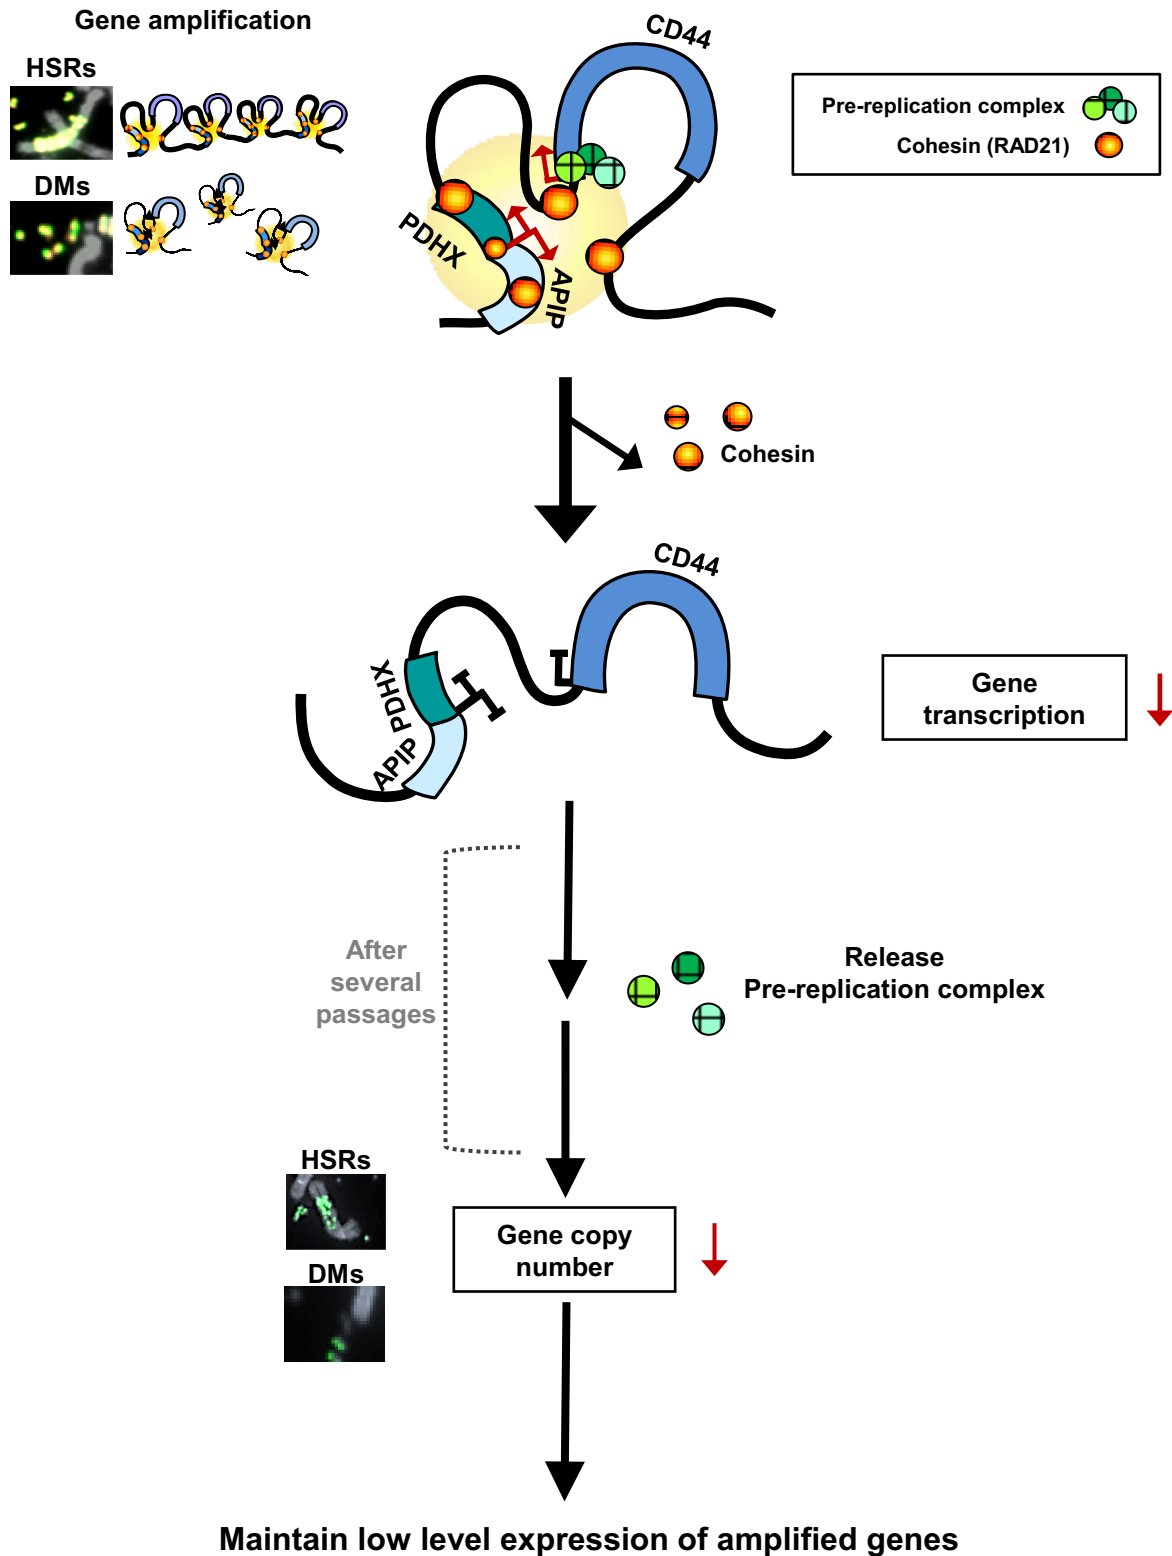 Gene amplification
HSRs
DMs
CD44
PDHX
APIP
Pre-replication complex
Cohesin (RAD21)
Cohesin
CD44
PDHX
APIP
Gene
transcription
After
several
passages
Release
Pre-replication complex
HSRs
DMs
Gene copy
number
Maintain low level expression of amplified genes